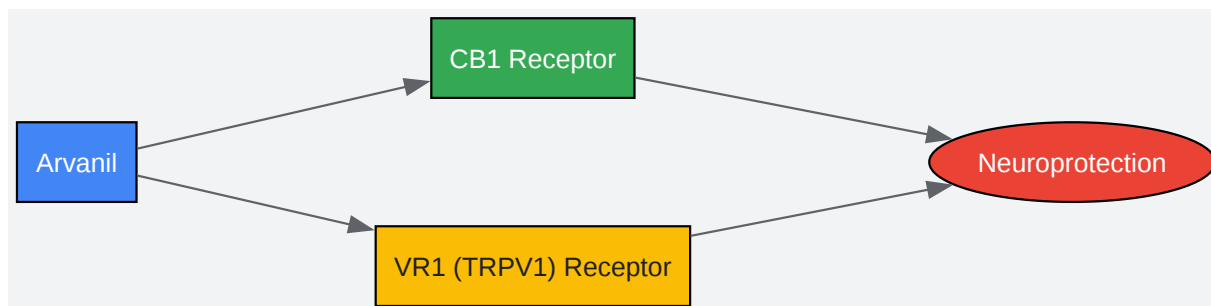 CB1 Receptor
Arvanil
Neuroprotection
VR1 (TRPV1) Receptor